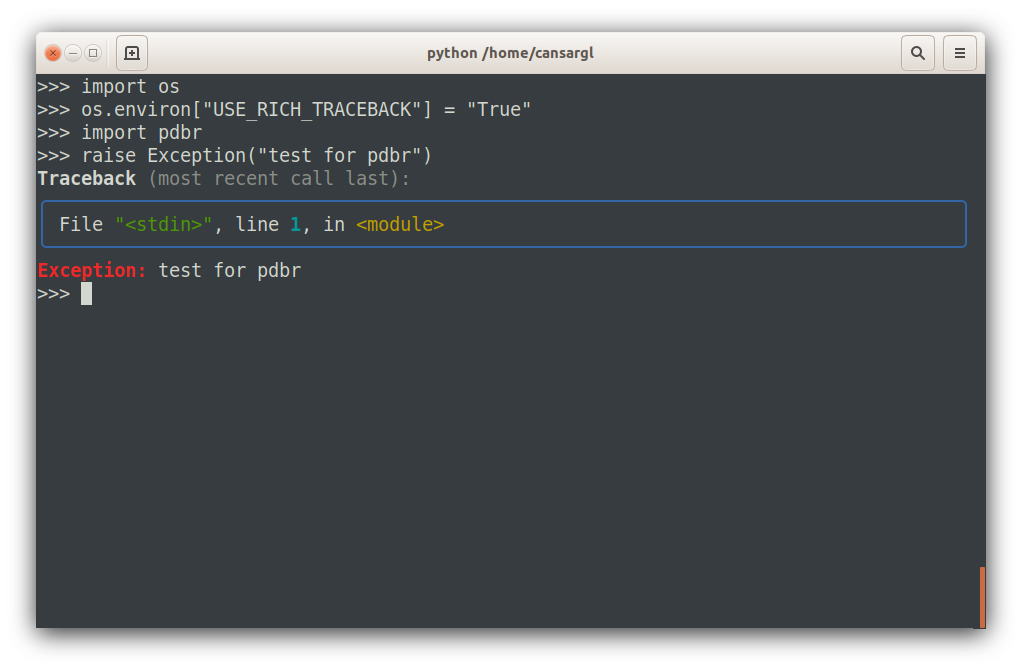 python /home/cansargl
>>> import os
>>> os.environ["USE_RICH_TRACEBACK"] = "True"
>>> import pdbr
>>> raise Exception("test for pdbr")
Traceback (most recent call last):
File "<stdin>", line 1, in <module>
Exception: test for pdbr
>>>